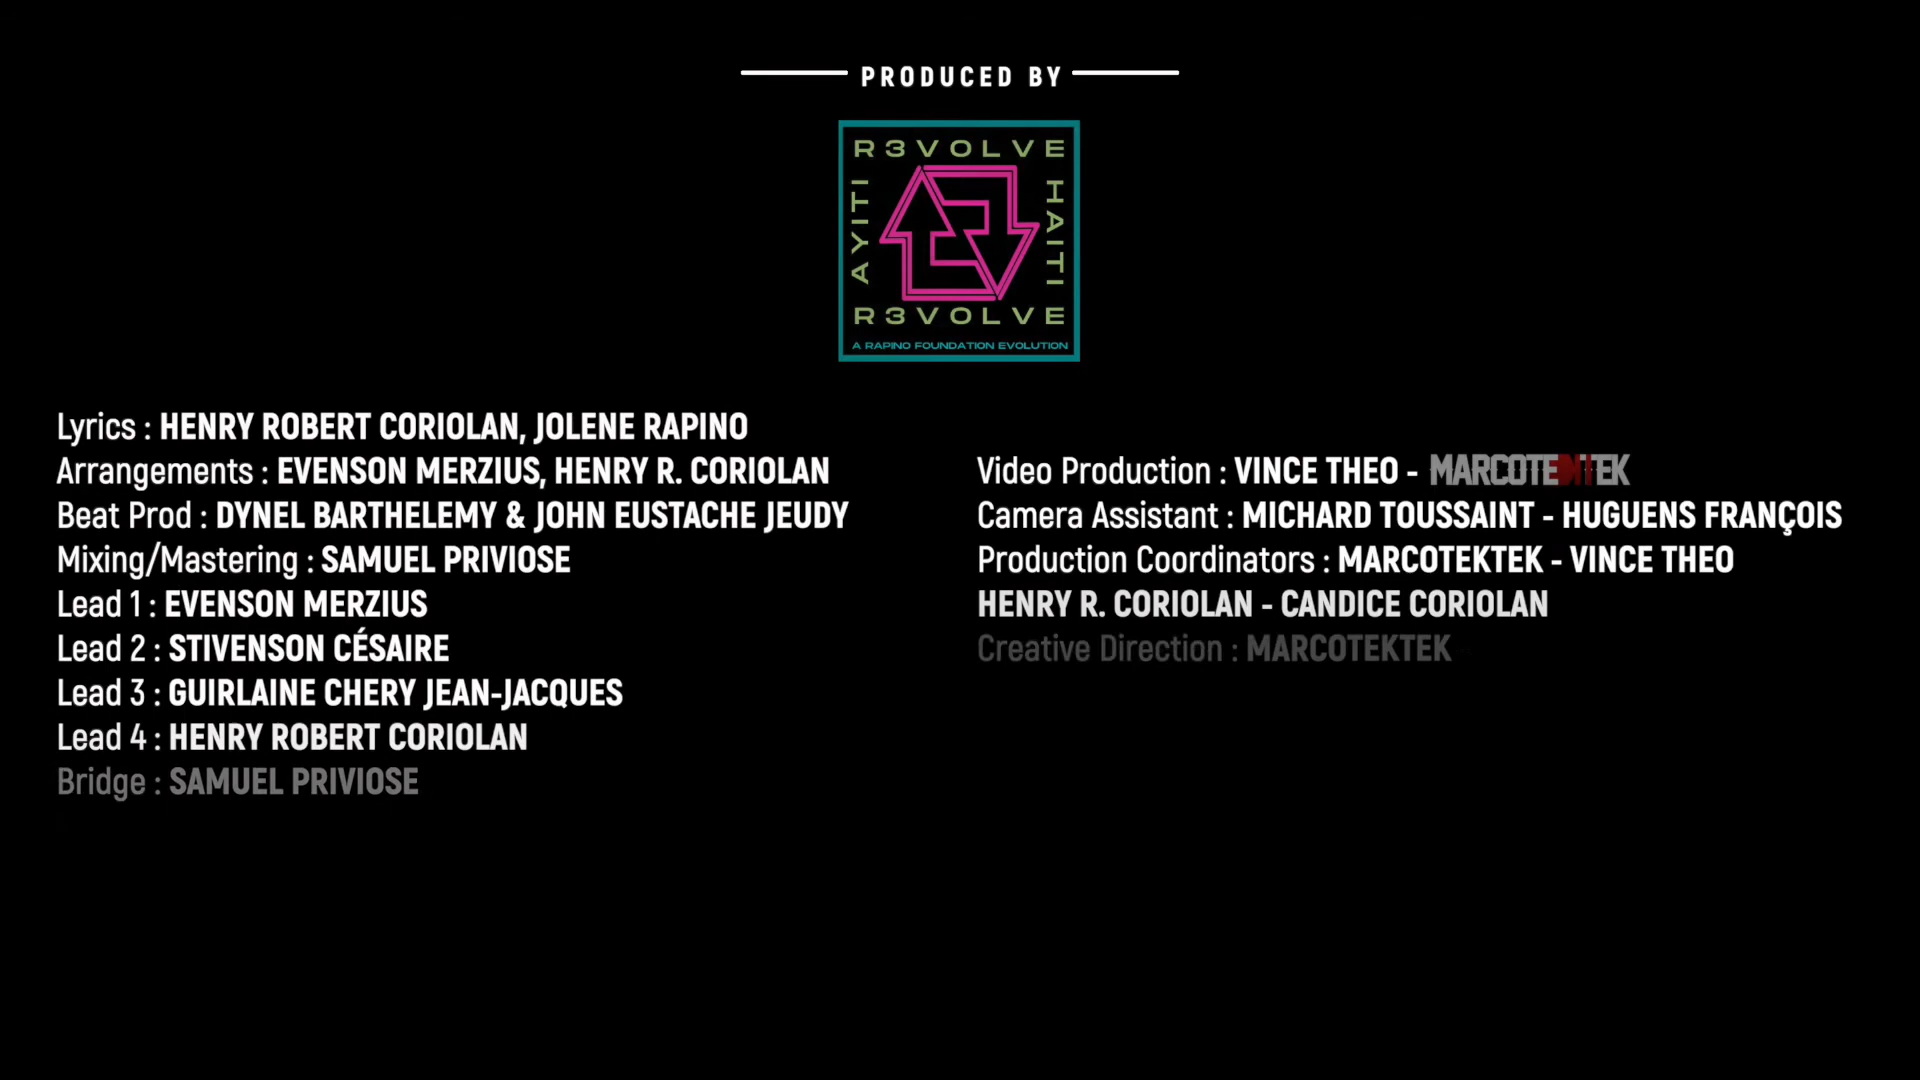 PRODUCED BY
R3VOLVE
AYITI
HAITI
R3VOLVE
A RAPINO FOUNDATION EVOLUTION
Lyrics : HENRY ROBERT CORIOLAN, JOLENE RAPINO
Arrangements : EVENSON MERZIUS, HENRY R. CORIOLAN
Beat Prod : DYNEL BARTHELEMY & JOHN EUSTACHE JEUDY
Mixing/Mastering : SAMUEL PRIVIOSE
Lead 1 : EVENSON MERZIUS
Lead 2 : STIVENSON CÉSAIRE
Lead 3 : GUIRLAINE CHERY JEAN-JACQUES
Lead 4 : HENRY ROBERT CORIOLAN
Bridge : SAMUEL PRIVIOSE
Video Production : VINCE THEO -
Camera Assistant : MICHARD TOUSSAINT - HUGUENS FRANÇOIS
Production Coordinators : MARCOTEKTEK - VINCE THEO
HENRY R. CORIOLAN - CANDICE CORIOLAN
Creative Direction : MARCOTEKTEK